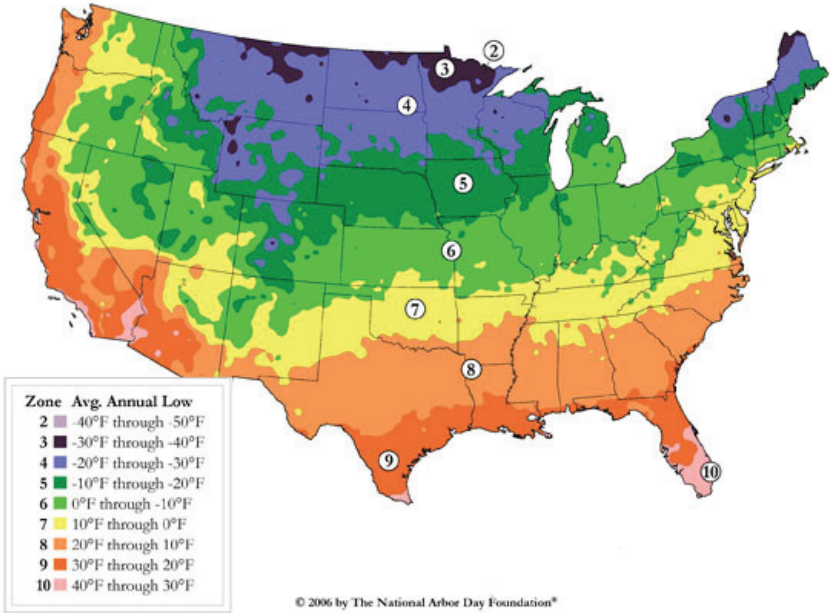 2
3
4
5
6
7
8
9
10
Zone Avg. Annual Low
2 -40°F through -50°F
3 -30°F through -40°F
4 -20°F through -30°F
5 -10°F through -20°F
6 0°F through -10°F
7 10°F through 0°F
8 20°F through 10°F
9 30°F through 20°F
10 40°F through 30°F
© 2006 by The National Arbor Day Foundation®